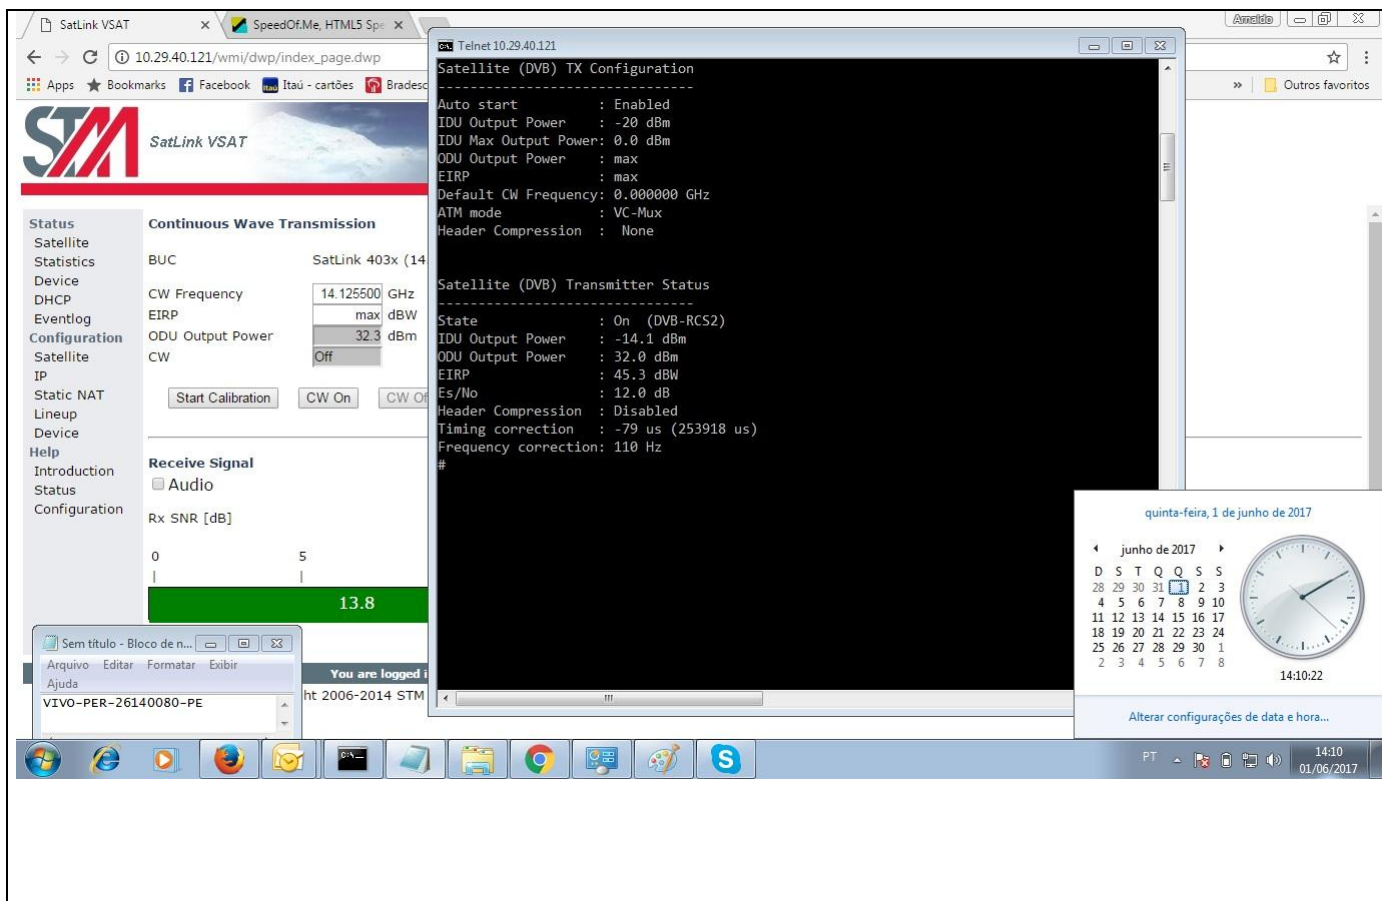 SatLink VSAT
SpeedOf.Me, HTML5 Spe
Arnaldo
10.29.40.121/wmi/dwp/index_page.dwp
Apps Bookmarks Facebook Itaú - cartões Bradesc
» Outros favoritos
STM
SatLink VSAT
Status
Satellite
Statistics
Device
DHCP
Eventlog
Configuration
Satellite
IP
Static NAT
Lineup
Device
Help
Introduction
Status
Configuration
Continuous Wave Transmission
BUC SatLink 403x (14.
CW Frequency 14.125500 GHz
EIRP max dBW
ODU Output Power 32.3 dBm
CW Off
Start Calibration CW On CW Of
Receive Signal
Audio
Rx SNR [dB]
0 5
13.8
You are logged i
ht 2006-2014 STM
Telnet 10.29.40.121
Satellite (DVB) TX Configuration
--------------------------------
Auto start : Enabled
IDU Output Power : -20 dBm
IDU Max Output Power: 0.0 dBm
ODU Output Power : max
EIRP : max
Default CW Frequency: 0.000000 GHz
ATM mode : VC-Mux
Header Compression : None
Satellite (DVB) Transmitter Status
--------------------------------
State : On (DVB-RCS2)
IDU Output Power : -14.1 dBm
ODU Output Power : 32.0 dBm
EIRP : 45.3 dBW
Es/No : 12.0 dB
Header Compression : Disabled
Timing correction : -79 us (253918 us)
Frequency correction: 110 Hz
#
Sem título - Bloco de n...
Arquivo Editar Formatar Exibir
Ajuda
VIVO-PER-26140080-PE
quinta-feira, 1 de junho de 2017
junho de 2017
D S T Q Q S S
28 29 30 31 1 2 3
4 5 6 7 8 9 10
11 12 13 14 15 16 17
18 19 20 21 22 23 24
25 26 27 28 29 30 1
2 3 4 5 6 7 8
14:10:22
Alterar configurações de data e hora...
PT
14:10
01/06/2017